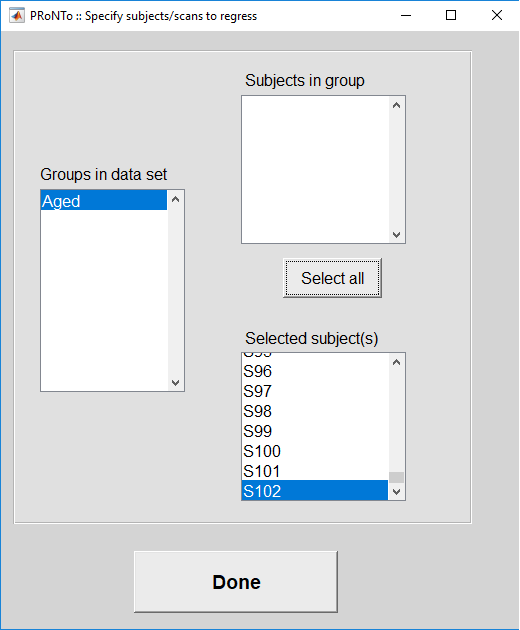 PRoNTo :: Specify subjects/scans to regress
Subjects in group
Groups in data set
Aged
Select all
Selected subject(s)
S96
S97
S98
S99
S100
S101
S102
Done